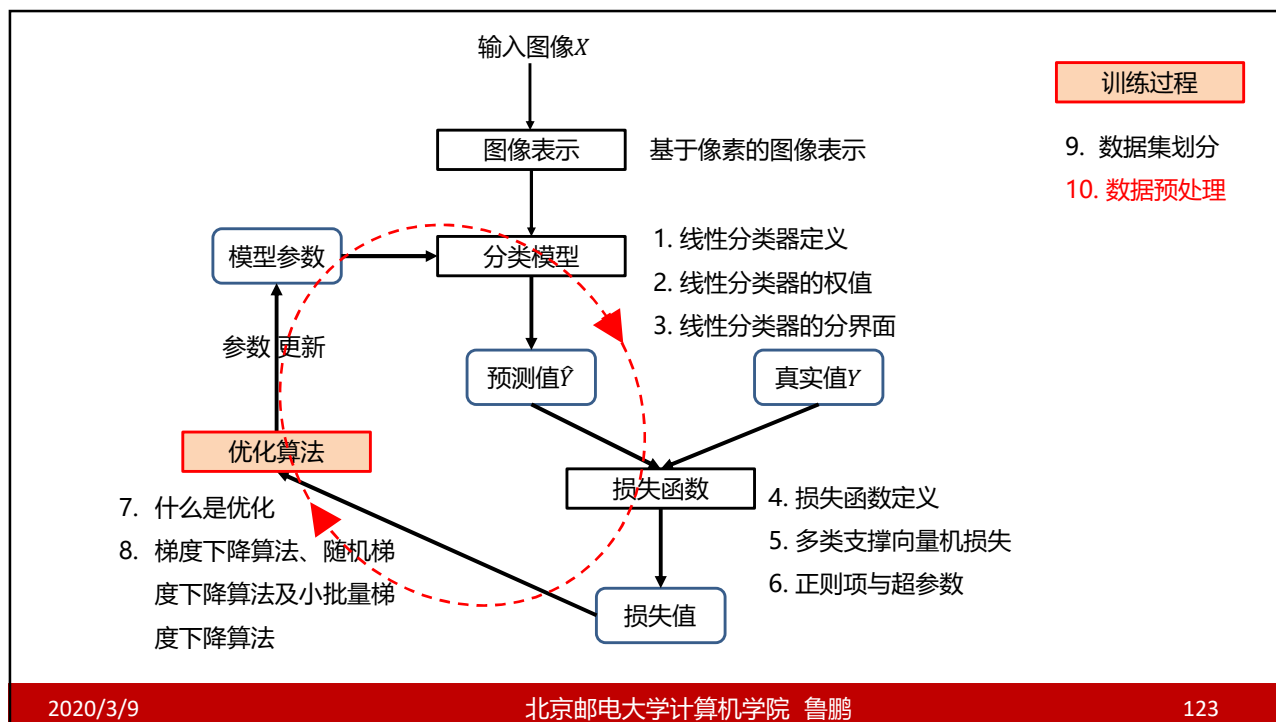 输入图像X
训练过程
图像表示
基于像素的图像表示
9. 数据集划分
10. 数据预处理
模型参数
分类模型
1. 线性分类器定义
2. 线性分类器的权值
3. 线性分类器的分界面
参数 更新
预测值Ŷ
真实值Y
优化算法
损失函数
4. 损失函数定义
5. 多类支撑向量机损失
6. 正则项与超参数
7. 什么是优化
8. 梯度下降算法、随机梯
度下降算法及小批量梯
度下降算法
损失值
2020/3/9
北京邮电大学计算机学院 鲁鹏
123